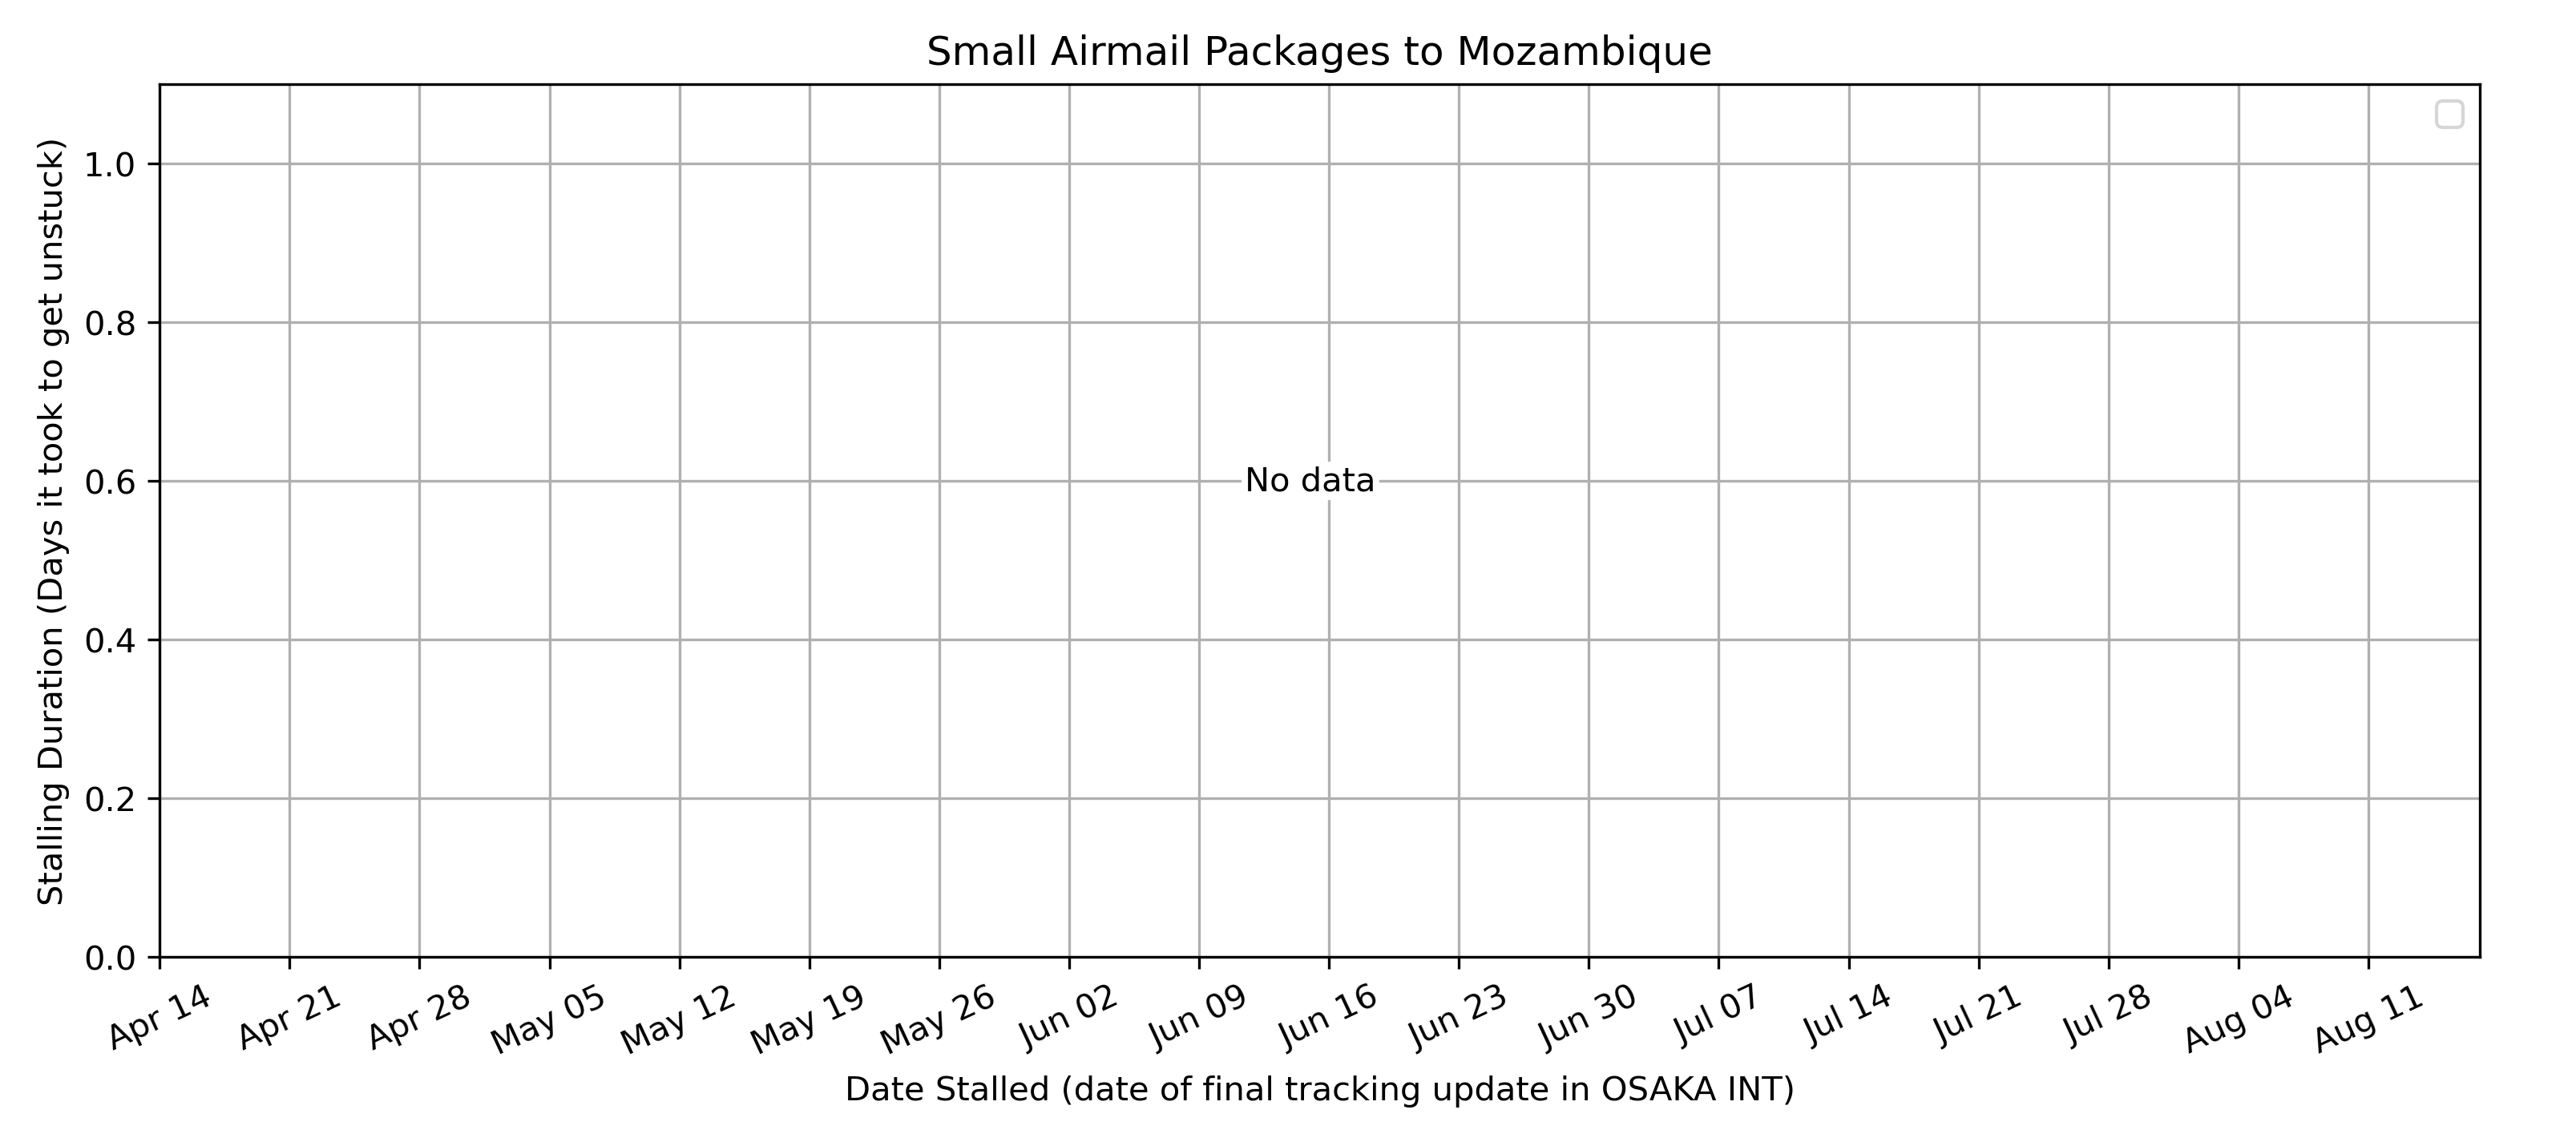 Small Airmail Packages to Mozambique
Stalling Duration (Days it took to get unstuck)
1.0
0.8
0.6
0.4
0.2
0.0
No data
Apr 14
Apr 21
Apr 28
May 05
May 12
May 19
May 26
Jun 02
Jun 09
Jun 16
Jun 23
Jun 30
Jul 07
Jul 14
Jul 21
Jul 28
Aug 04
Aug 11
Date Stalled (date of final tracking update in OSAKA INT)